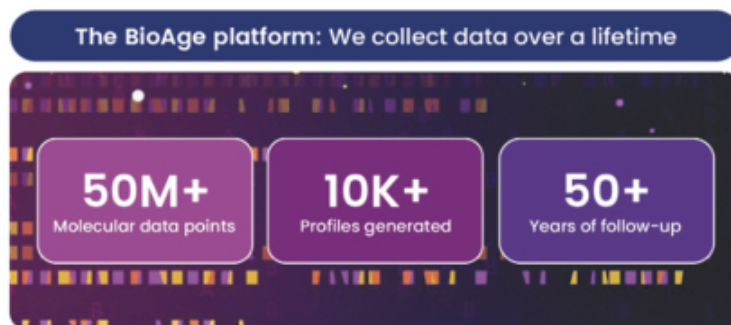 The BioAge platform: We collect data over a lifetime
50M+
Molecular data points
10K+
Profiles generated
50+
Years of follow-up